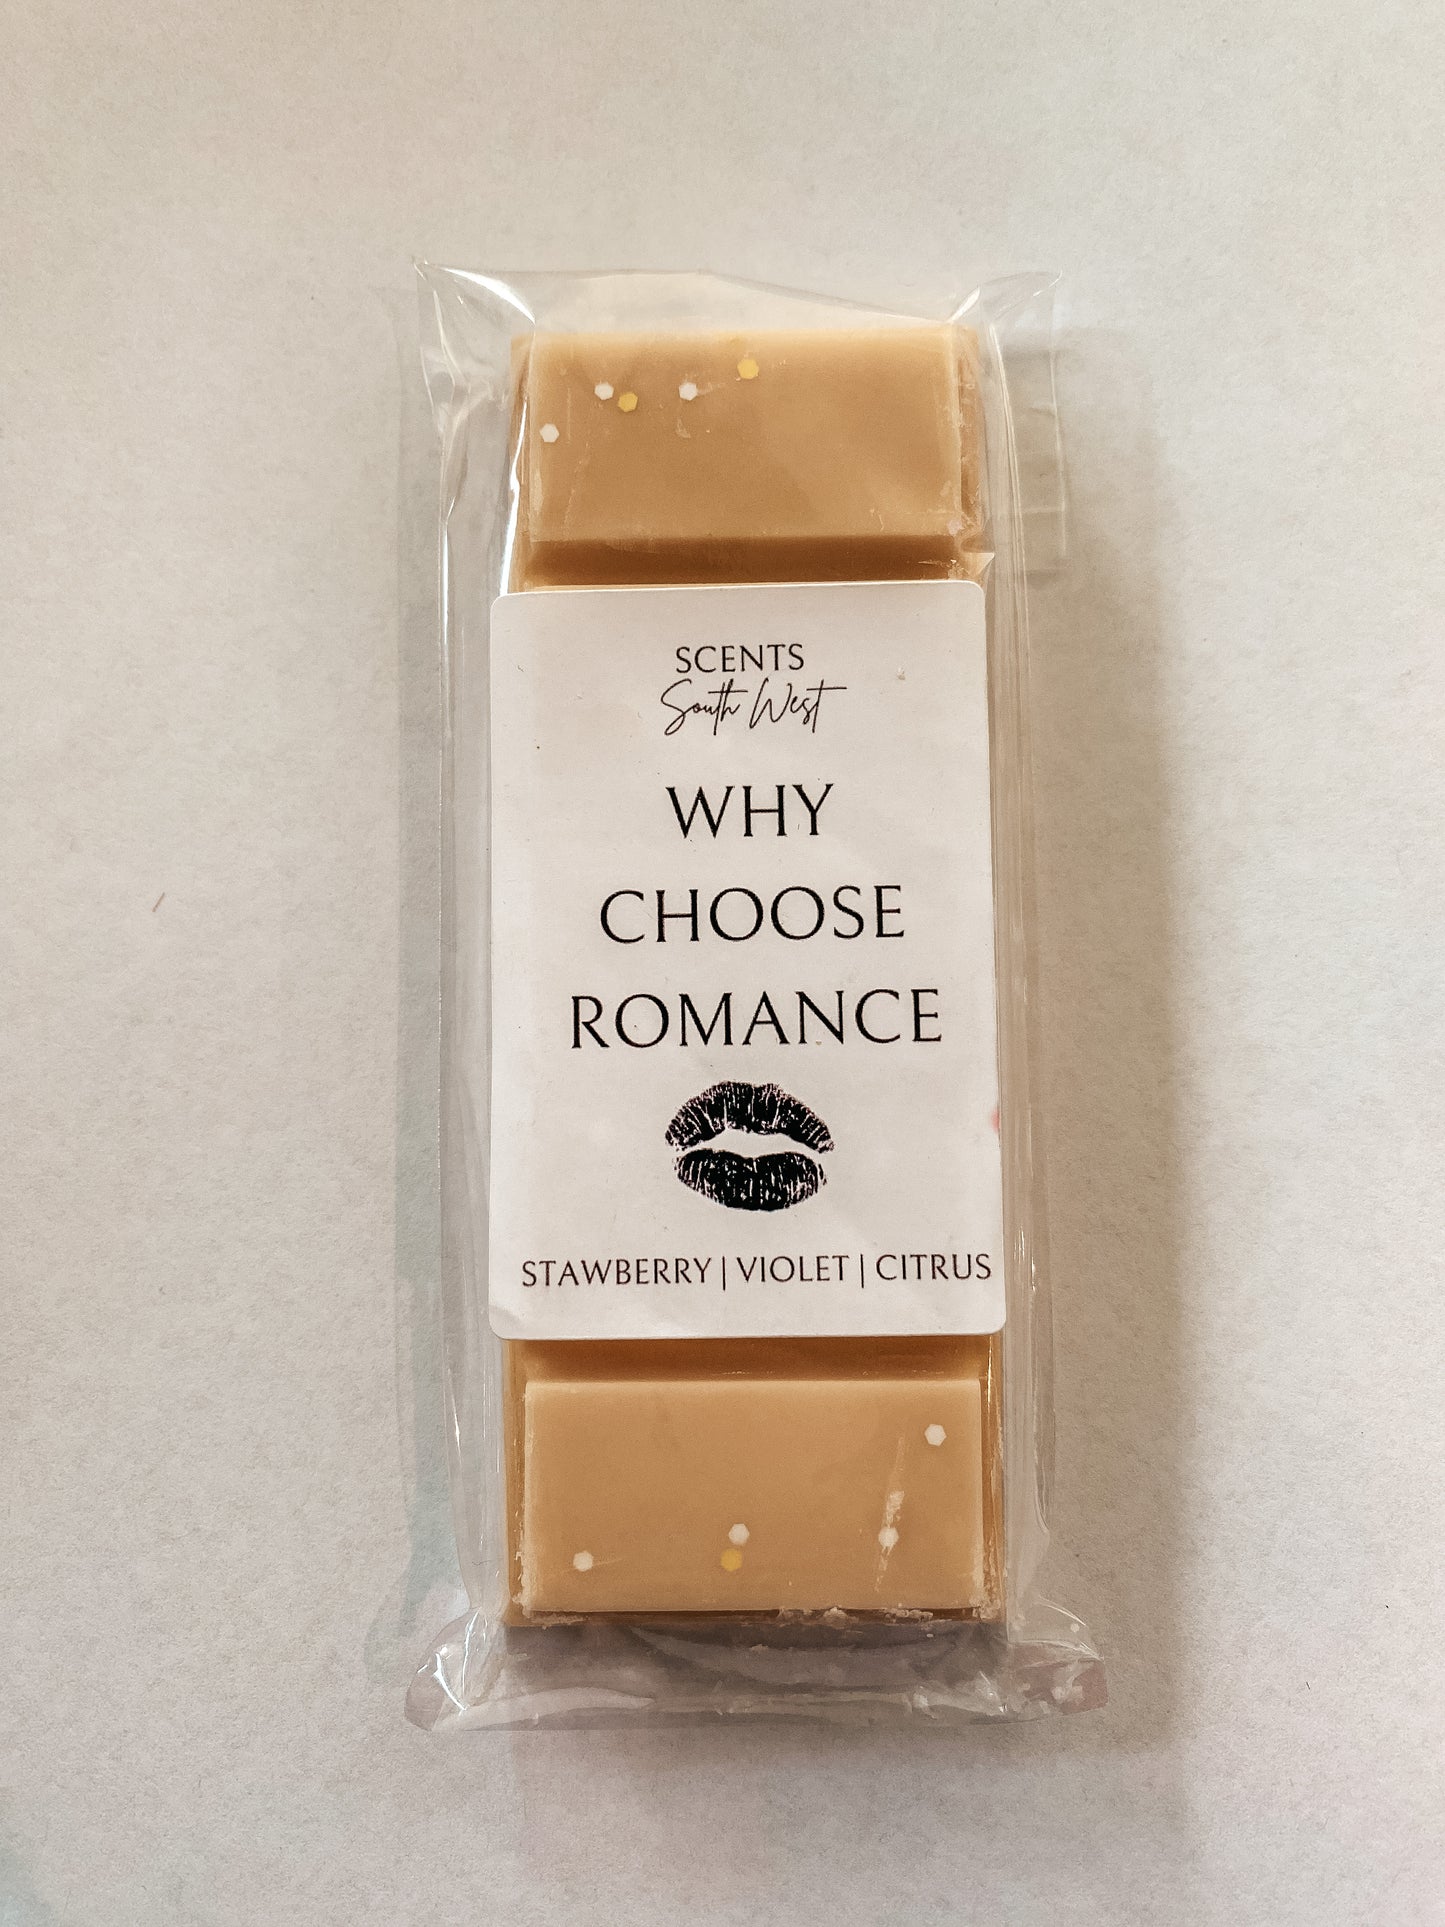 SCENTS
South West
WHY
CHOOSE
ROMANCE
STAWBERRY | VIOLET | CITRUS